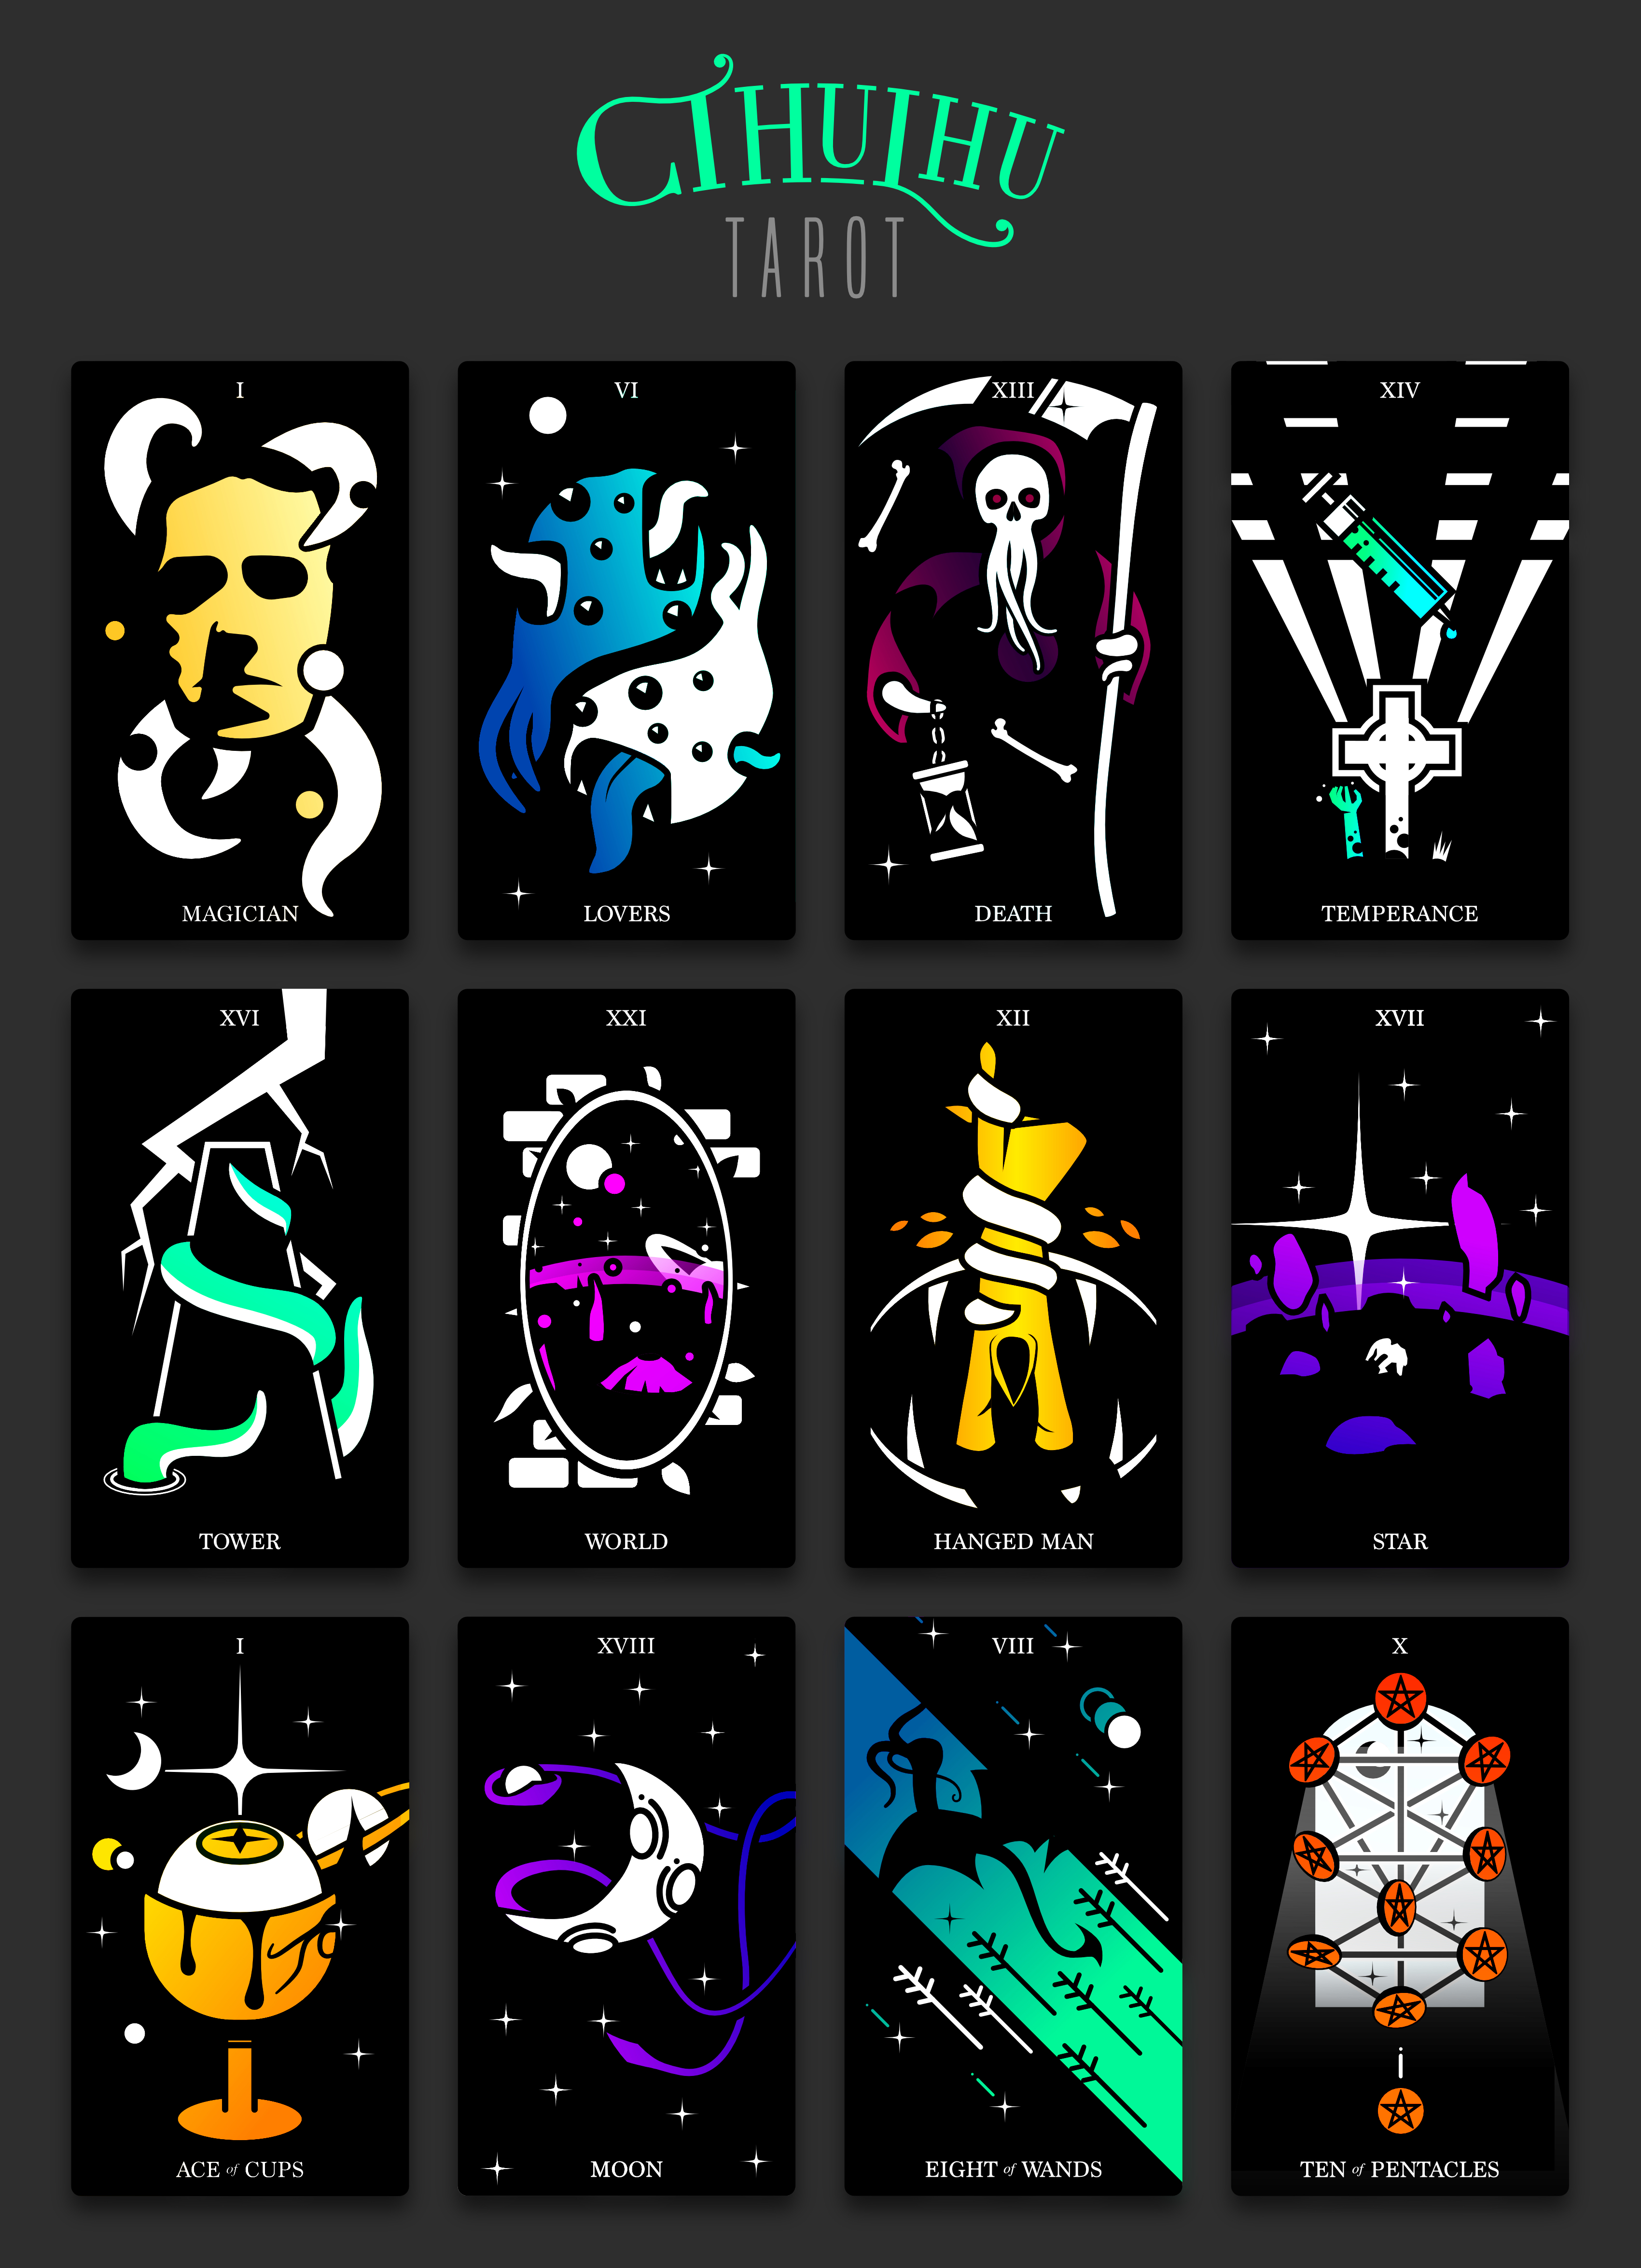 CTHULHU
TAROT
I
MAGICIAN
VI
LOVERS
XIII
DEATH
XIV
TEMPERANCE
XVI
TOWER
XXI
WORLD
XII
HANGED MAN
XVII
STAR
I
ACE of CUPS
XVIII
MOON
VIII
EIGHT of WANDS
X
TEN of PENTACLES